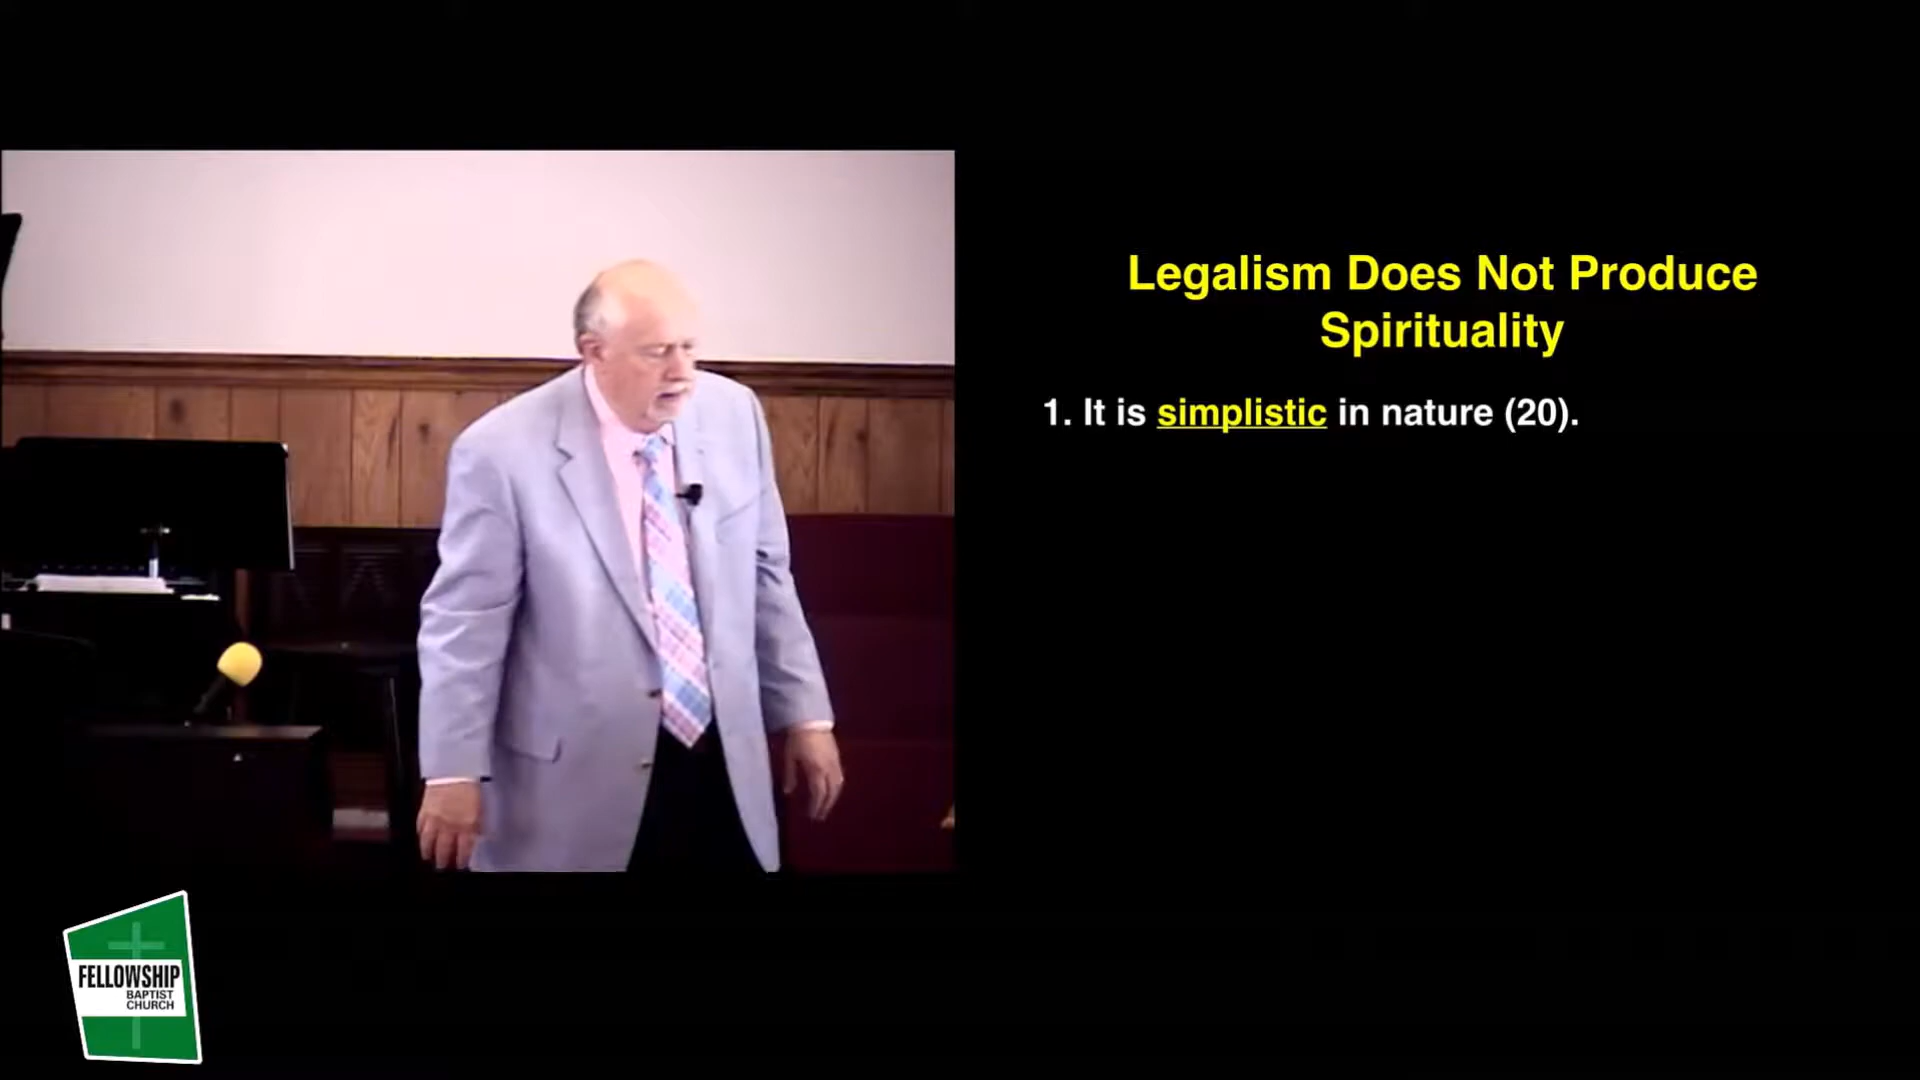 Legalism Does Not Produce
Spirituality
1. It is simplistic in nature (20).
FELLOWSHIP
BAPTIST
CHURCH